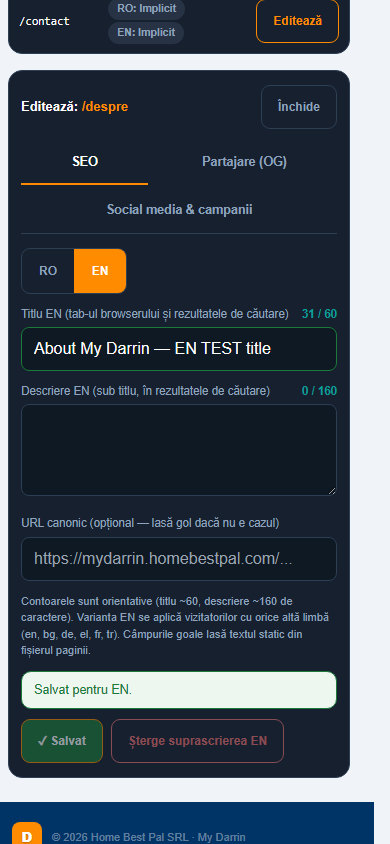 /contact
RO: Implicit
EN: Implicit
Editează
Editează: /despre
Închide
SEO
Partajare (OG)
Social media & campanii
RO
EN
Titlu EN (tab-ul browserului și rezultatele de căutare) 31 / 60
About My Darrin — EN TEST title
Descriere EN (sub titlu, în rezultatele de căutare) 0 / 160
URL canonic (opțional — lasă gol dacă nu e cazul)
https://mydarrin.homebestpal.com/...
Contoarele sunt orientative (titlu ~60, descriere ~160 de
caractere). Varianta EN se aplică vizitatorilor cu orice altă limbă
(en, bg, de, el, fr, tr). Câmpurile goale lasă textul static din
fișierul paginii.
Salvat pentru EN.
✓ Salvat
Șterge suprascrierea EN
D
© 2026 Home Best Pal SRL · My Darrin